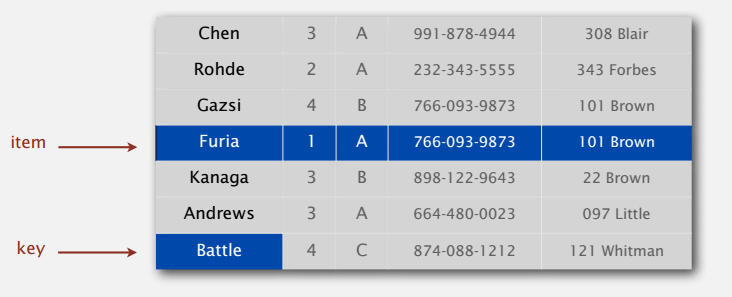 Chen 3 A 991-878-4944 308 Blair
Rohde 2 A 232-343-5555 343 Forbes
Gazsi 4 B 766-093-9873 101 Brown
item Furia 1 A 766-093-9873 101 Brown
Kanaga 3 B 898-122-9643 22 Brown
Andrews 3 A 664-480-0023 097 Little
key Battle 4 C 874-088-1212 121 Whitman